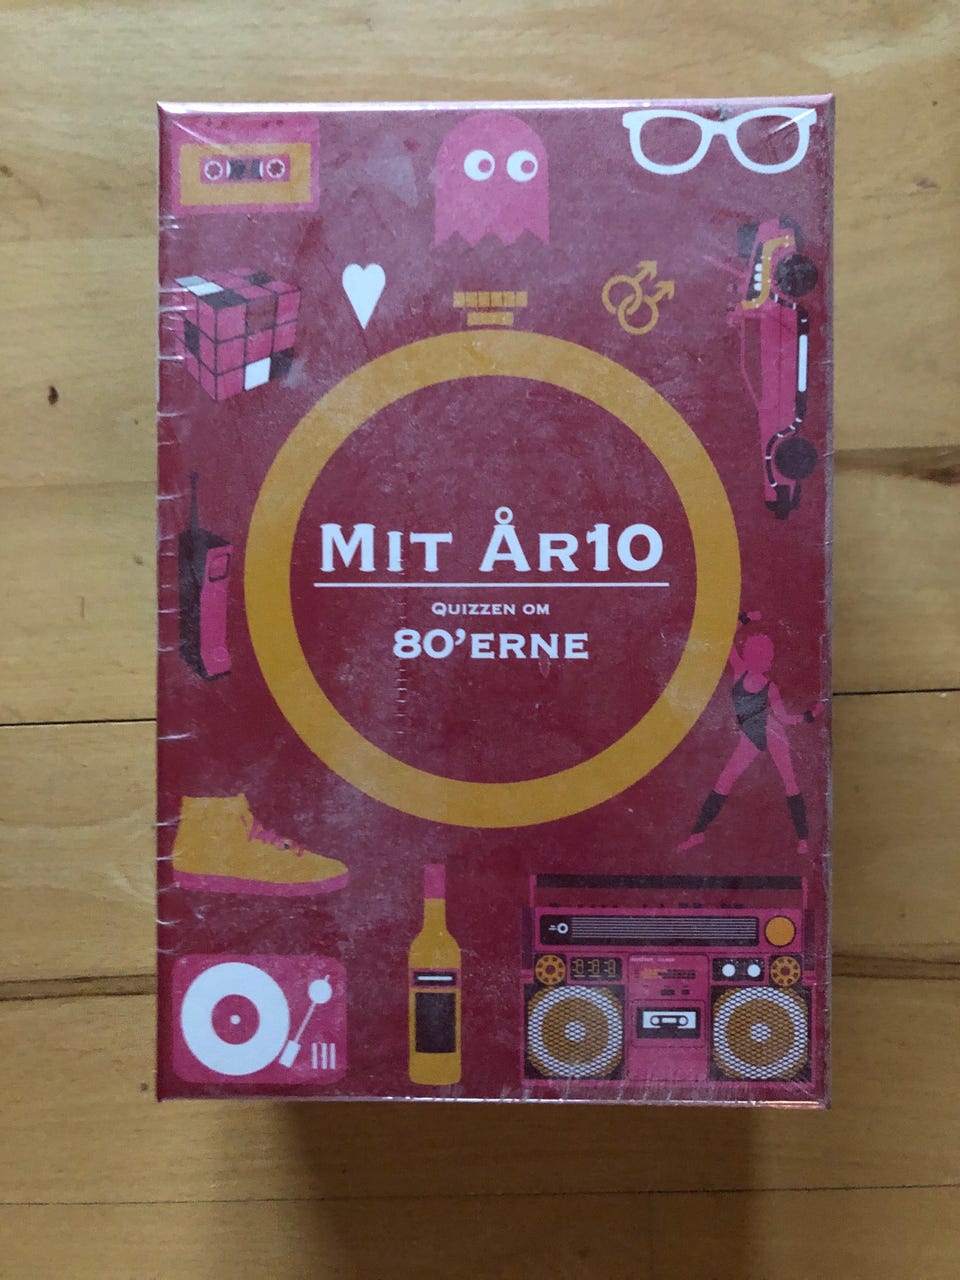 Mit År10
Quizzen om
80'erne